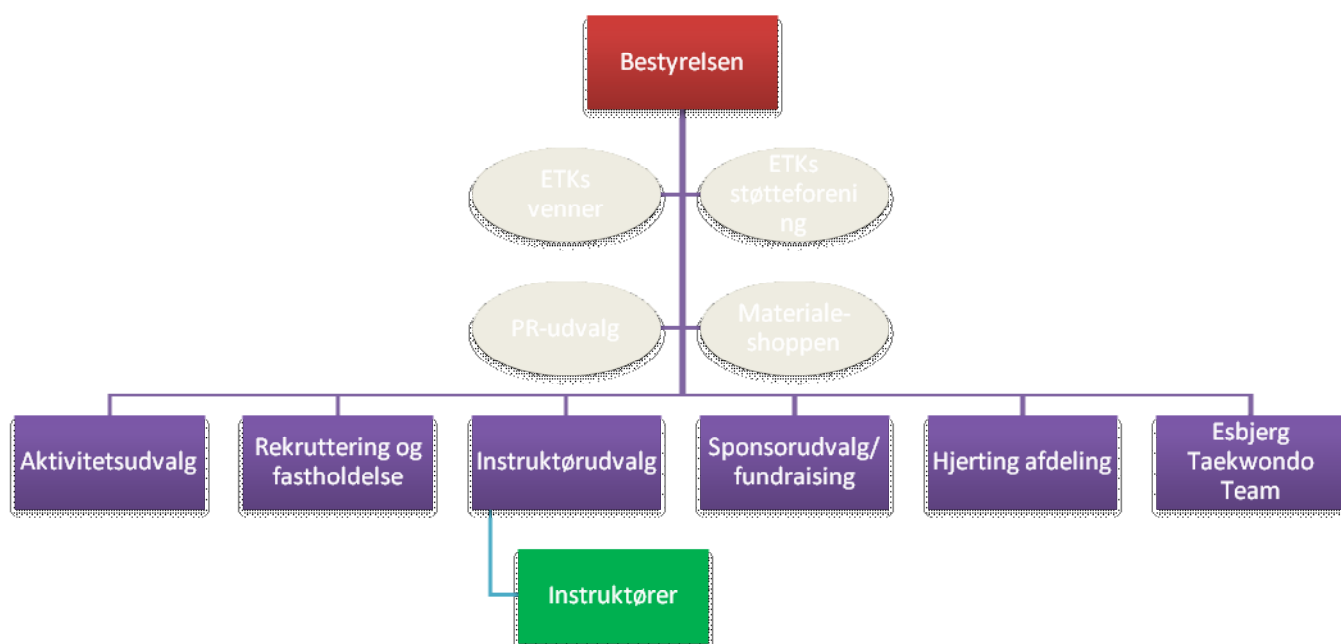 Bestyrelsen
ETKs
venner
ETKs
støtteforeni
ng
PR-udvalg
Materiale-
shoppen
Aktivitetsudvalg
Rekruttering og
fastholdelse
Instruktørudvalg
Sponsorudvalg/
fundraising
Hjerting afdeling
Esbjerg
Taekwondo
Team
Instruktører